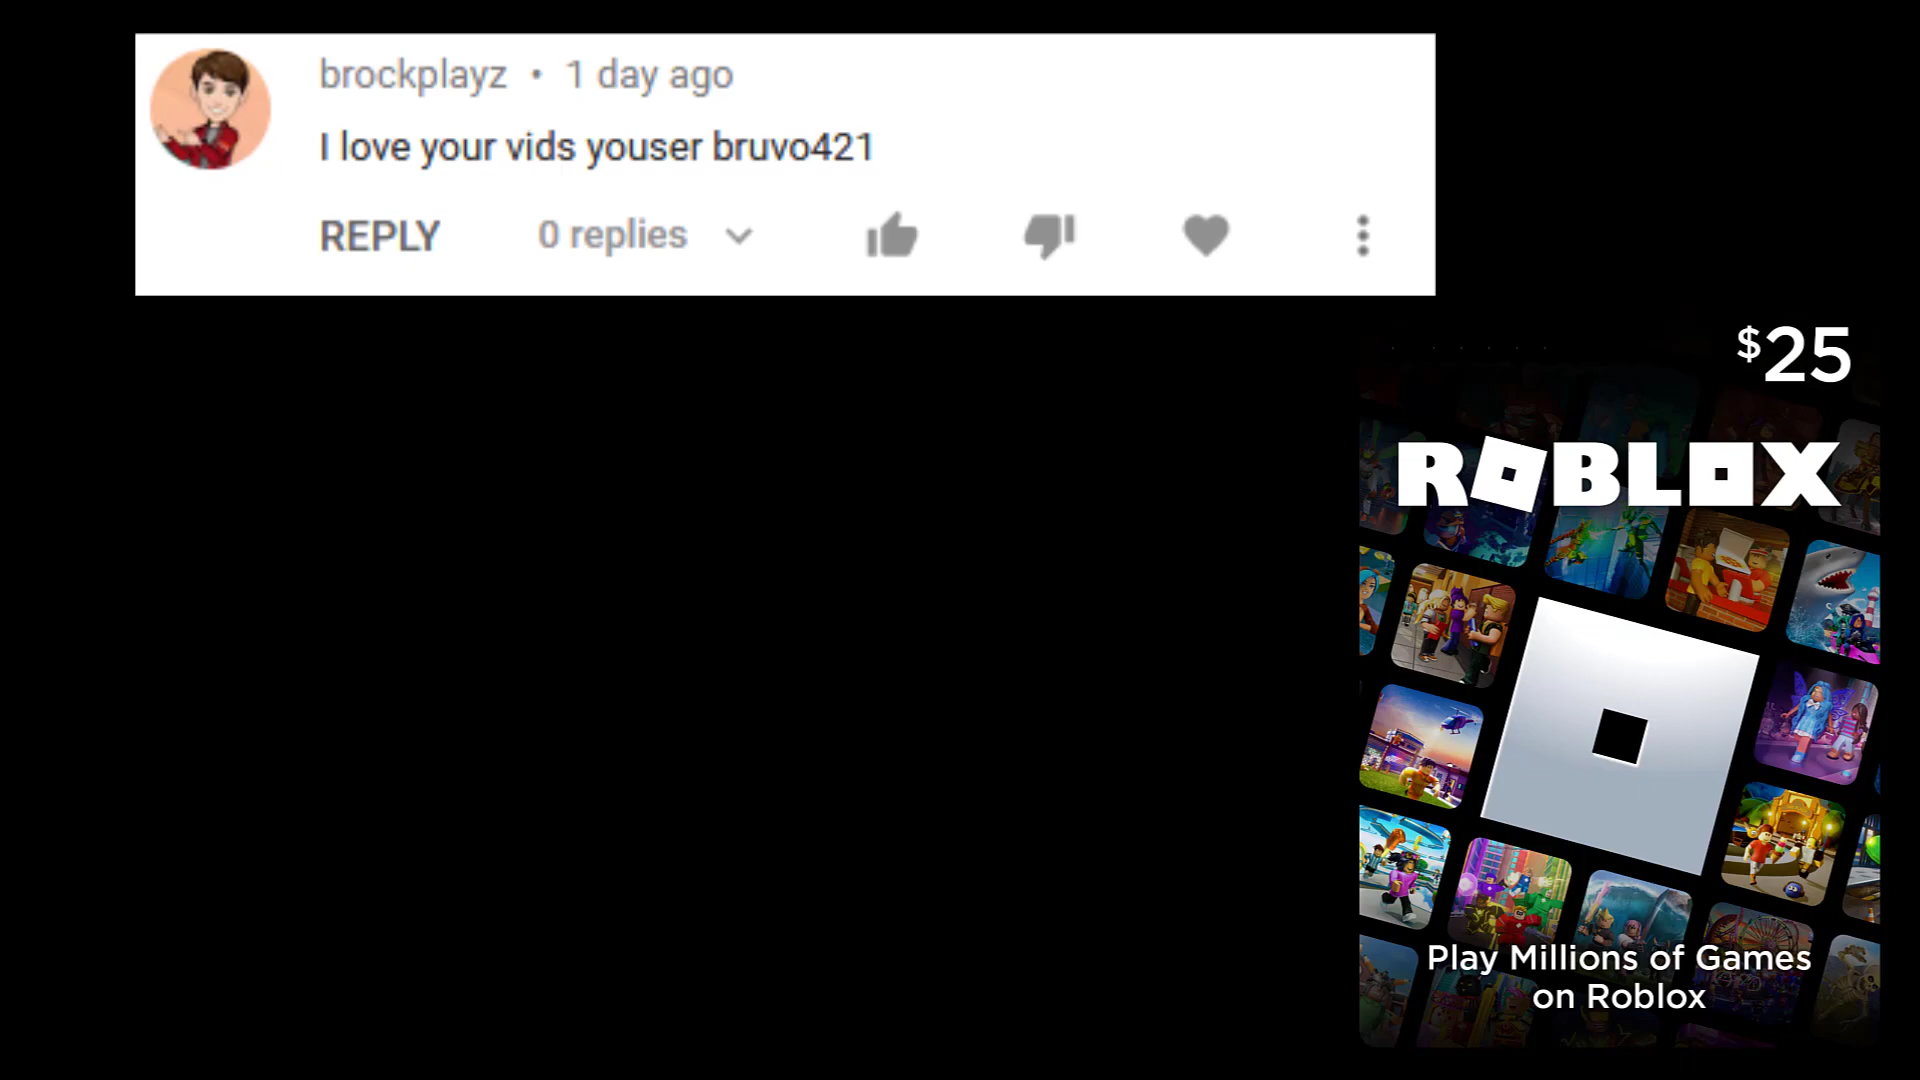 brockplayz • 1 day ago
I love your vids youser bruvo421
REPLY 0 replies
$25
ROBLOX
Play Millions of Games
on Roblox